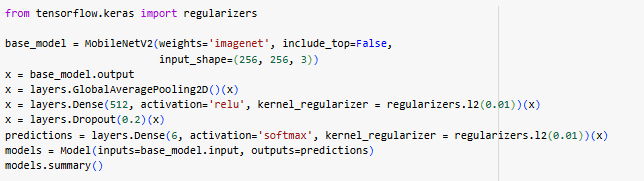 from tensorflow.keras import regularizers
base_model = MobileNetV2(weights='imagenet', include_top=False,
input_shape=(256, 256, 3))
x = base_model.output
x = layers.GlobalAveragePooling2D()(x)
x = layers.Dense(512, activation='relu', kernel_regularizer = regularizers.l2(0.01))(x)
x = layers.Dropout(0.2)(x)
predictions = layers.Dense(6, activation='softmax', kernel_regularizer = regularizers.l2(0.01))(x)
models = Model(inputs=base_model.input, outputs=predictions)
models.summary()